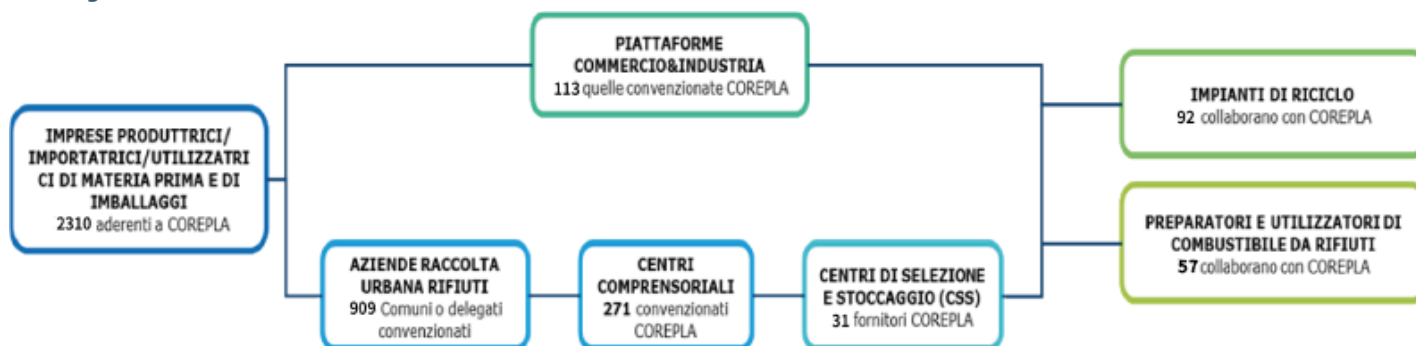 PIATTAFORME
COMMERCIO&INDUSTRIA
113 quelle convenzionate COREPLA
IMPRESE PRODUTTRICI/
IMPORTATRICI/UTILIZZATRI
CI DI MATERIA PRIMA E DI
IMBALLAGGI
2310 aderenti a COREPLA
AZIENDE RACCOLTA
URBANA RIFIUTI
909 Comuni o delegati
convenzionati
CENTRI
COMPRENSORIALI
271 convenzionati
COREPLA
CENTRI DI SELEZIONE
E STOCCAGGIO (CSS)
31 fornitori COREPLA
IMPIANTI DI RICICLO
92 collaborano con COREPLA
PREPARATORI E UTILIZZATORI DI
COMBUSTIBILE DA RIFIUTI
57 collaborano con COREPLA